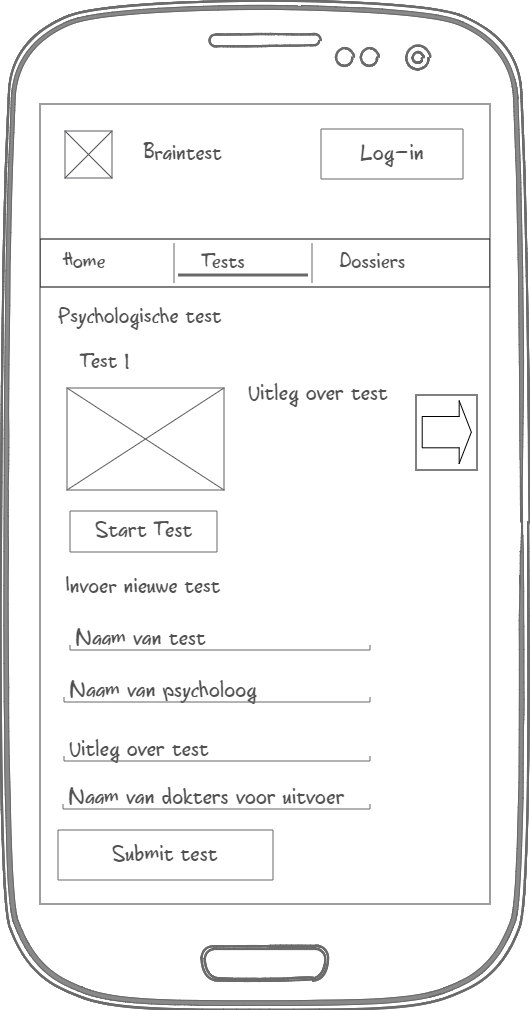 Braintest
Log-in
Home
Tests
Dossiers
Psychologische test
Test 1
Uitleg over test
Start Test
Invoer nieuwe test
Naam van test
Naam van psycholoog
Uitleg over test
Naam van dokters voor uitvoer
Submit test